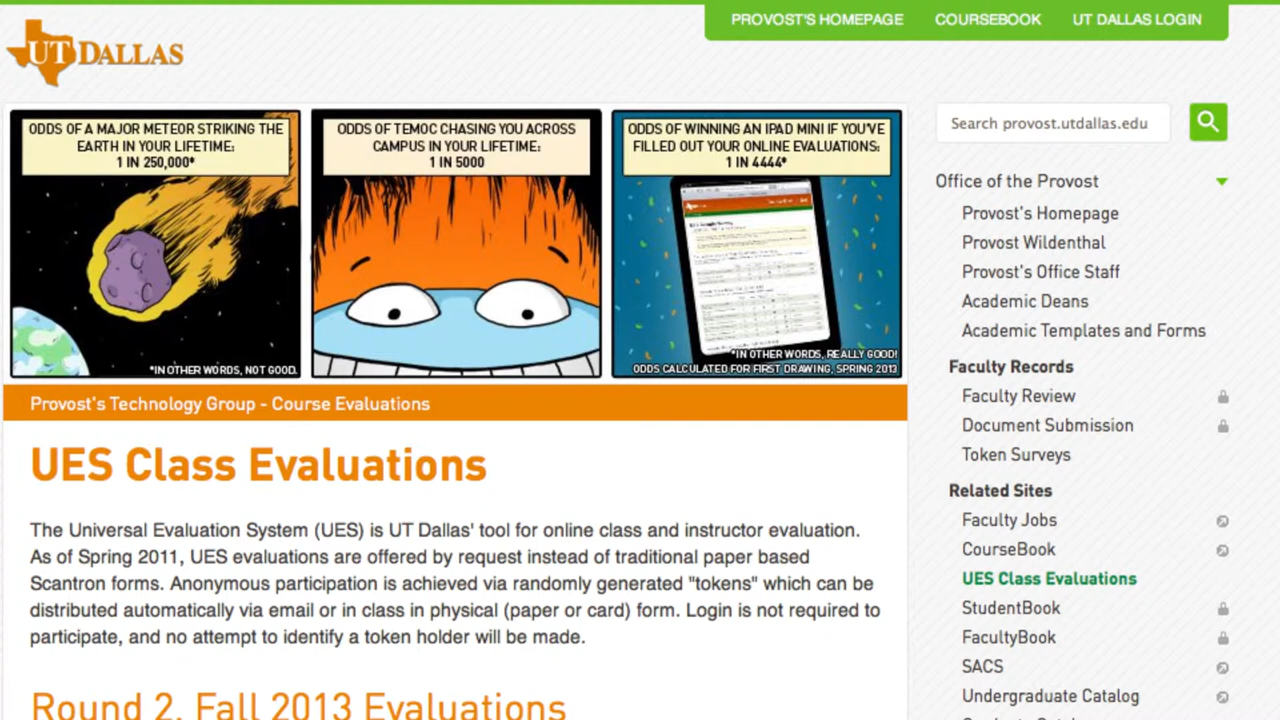 PROVOST'S HOMEPAGE COURSEBOOK UT DALLAS LOGIN
UT DALLAS
ODDS OF A MAJOR METEOR STRIKING THE
EARTH IN YOUR LIFETIME:
1 IN 250,000*
*IN OTHER WORDS, NOT GOOD.
ODDS OF TEMOC CHASING YOU ACROSS
CAMPUS IN YOUR LIFETIME:
1 IN 5000
ODDS OF WINNING AN IPAD MINI IF YOU'VE
FILLED OUT YOUR ONLINE EVALUATIONS:
1 IN 4444*
*IN OTHER WORDS, REALLY GOOD!
ODDS CALCULATED FOR FIRST DRAWING, SPRING 2013
Provost's Technology Group - Course Evaluations
UES Class Evaluations
The Universal Evaluation System (UES) is UT Dallas' tool for online class and instructor evaluation.
As of Spring 2011, UES evaluations are offered by request instead of traditional paper based
Scantron forms. Anonymous participation is achieved via randomly generated "tokens" which can be
distributed automatically via email or in class in physical (paper or card) form. Login is not required to
participate, and no attempt to identify a token holder will be made.
Round 2, Fall 2013 Evaluations
Search provost.utdallas.edu
Office of the Provost
Provost's Homepage
Provost Wildenthal
Provost's Office Staff
Academic Deans
Academic Templates and Forms
Faculty Records
Faculty Review
Document Submission
Token Surveys
Related Sites
Faculty Jobs
CourseBook
UES Class Evaluations
StudentBook
FacultyBook
SACS
Undergraduate Catalog